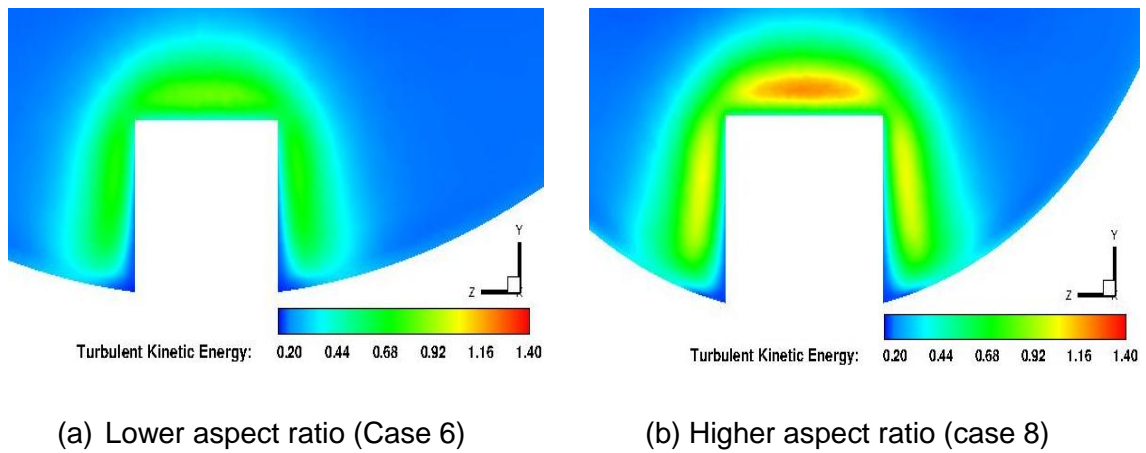 Y
Z
Turbulent Kinetic Energy: 0.20 0.44 0.68 0.92 1.16 1.40
(a) Lower aspect ratio (Case 6)
Y
Z
Turbulent Kinetic Energy: 0.20 0.44 0.68 0.92 1.16 1.40
(b) Higher aspect ratio (case 8)